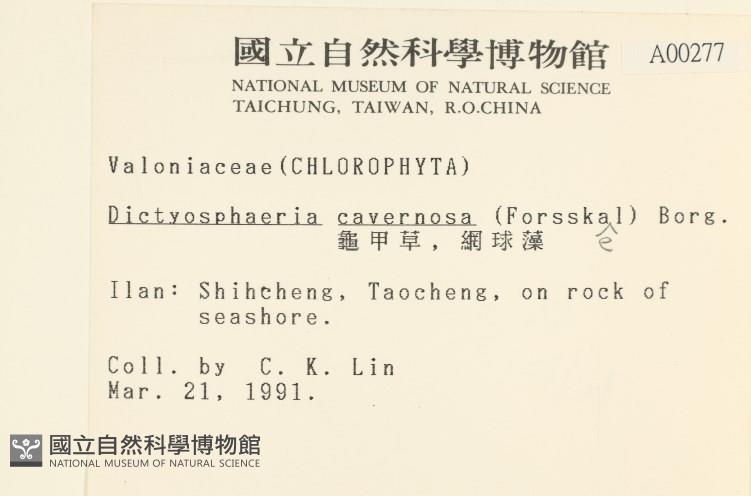 國立自然科學博物館
A00277
NATIONAL MUSEUM OF NATURAL SCIENCE
TAICHUNG, TAIWAN, R.O.CHINA
Valoniaceae(CHLOROPHYTA)
Dictyosphaeria cavernosa (Forsskal) Borg.
e
龜甲草,網球藻
Ilan: Shihcheng, Taocheng, on rock of
seashore.
Coll. by C. K. Lin
Mar. 21, 1991.
國立自然科學博物館
NATIONAL MUSEUM OF NATURAL SCIENCE